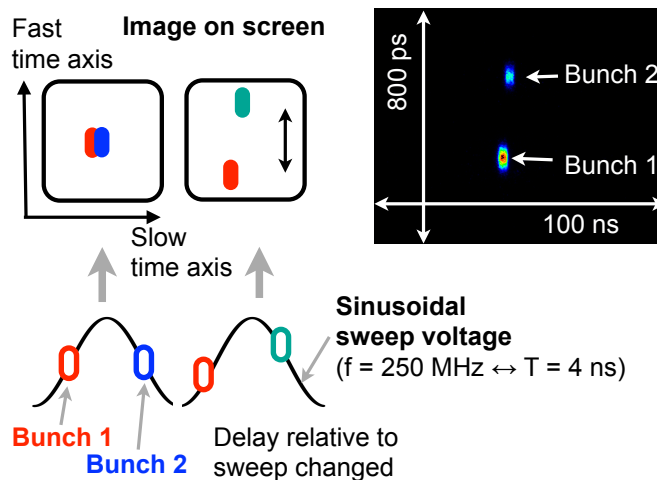 Fast
time axis
Image on screen
Slow
time axis
800 ps
Bunch 2
Bunch 1
100 ns
Sinusoidal
sweep voltage
(f = 250 MHz ↔ T = 4 ns)
Bunch 1
Bunch 2
Delay relative to
sweep changed